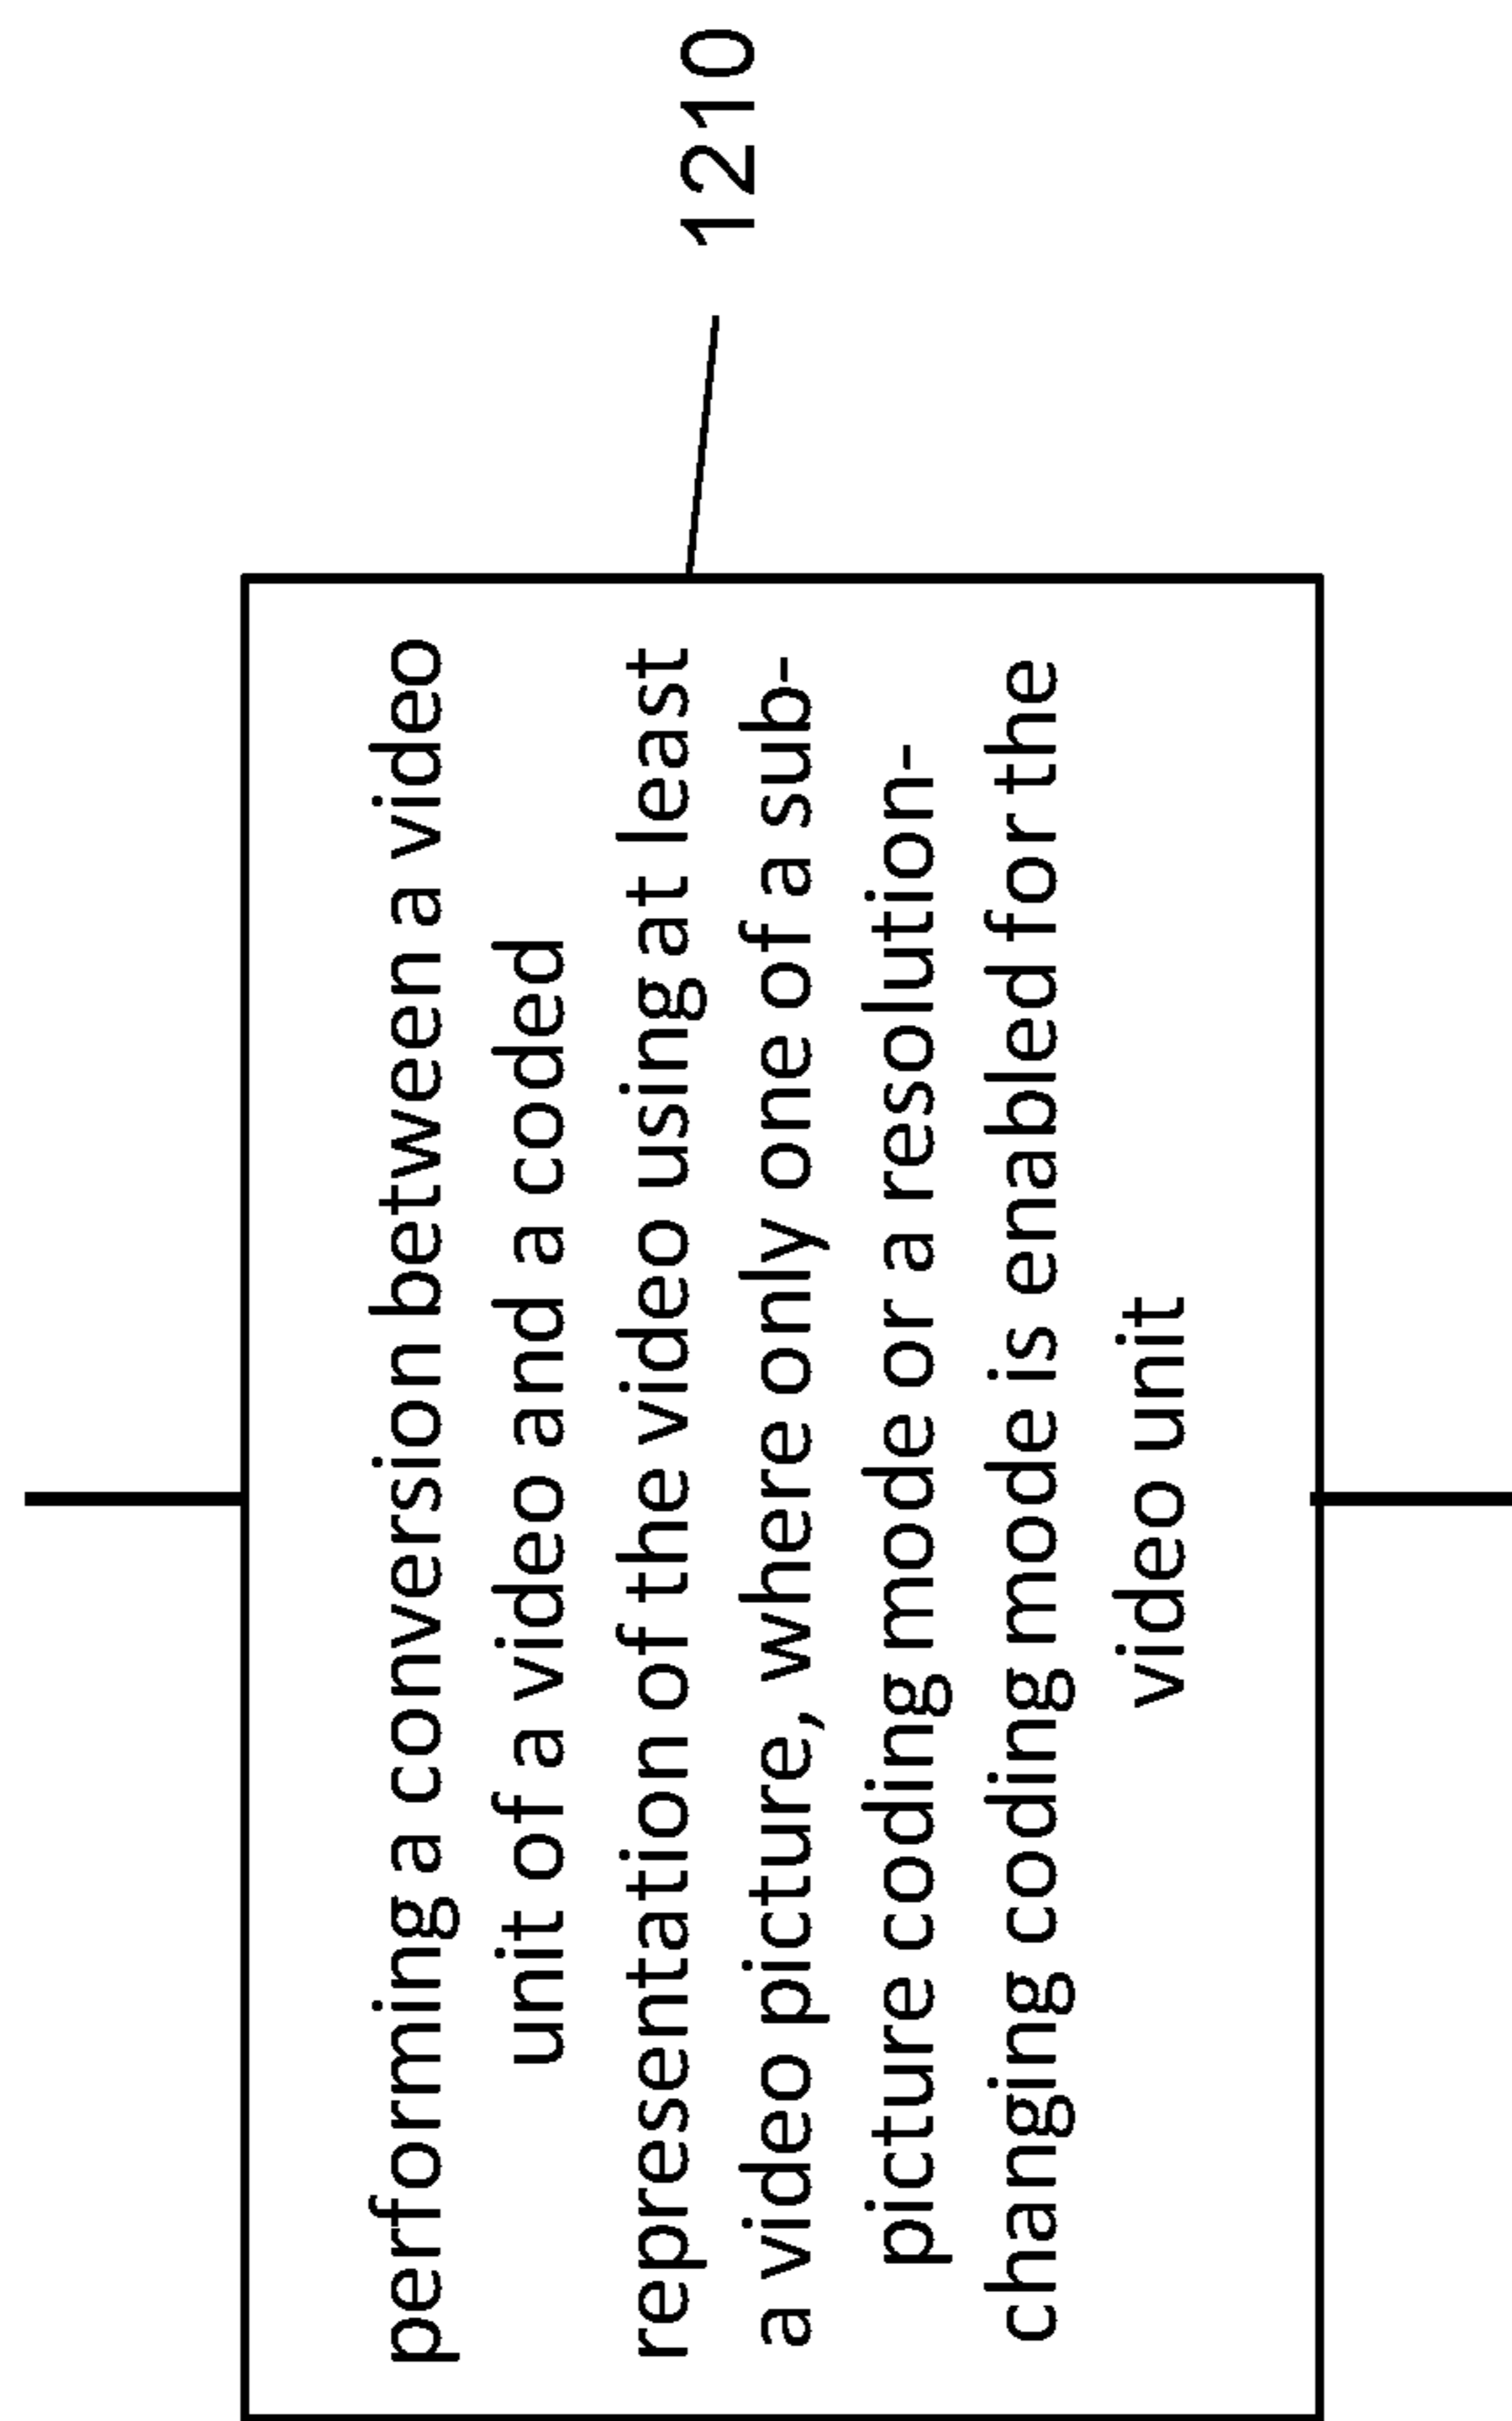 performing a conversion between a video
unit of a video and a coded
representation of the video using at least
a video picture, where only one of a sub-
picture coding mode or a resolution-
changing coding mode is enabled for the
video unit
1210